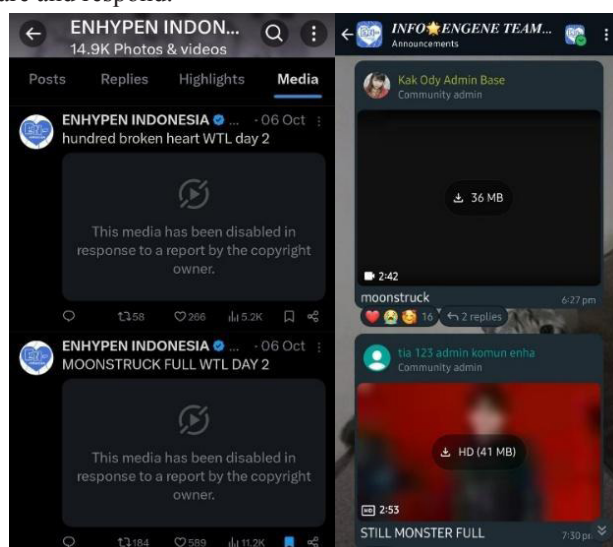 are and respond.
ENHYPEN INDON...
14.9K Photos & videos
Posts Replies Highlights Media
ENHYPEN INDONESIA ... · 06 Oct
hundred broken heart WTL day 2
This media has been disabled in
response to a report by the copyright
owner.
58 266 5.2K
ENHYPEN INDONESIA ... · 06 Oct
MOONSTRUCK FULL WTL DAY 2
This media has been disabled in
response to a report by the copyright
owner.
184 589 11.2K
INFO🌟ENGENE TEAM...
Announcements
Kak Ody Admin Base
Community admin
36 MB
2:42
moonstruck 6:27 pm
❤️😭🥰 16 2 replies
tia 123 admin komun enha
Community admin
HD (41 MB)
HD 2:53
STILL MONSTER FULL 7:30